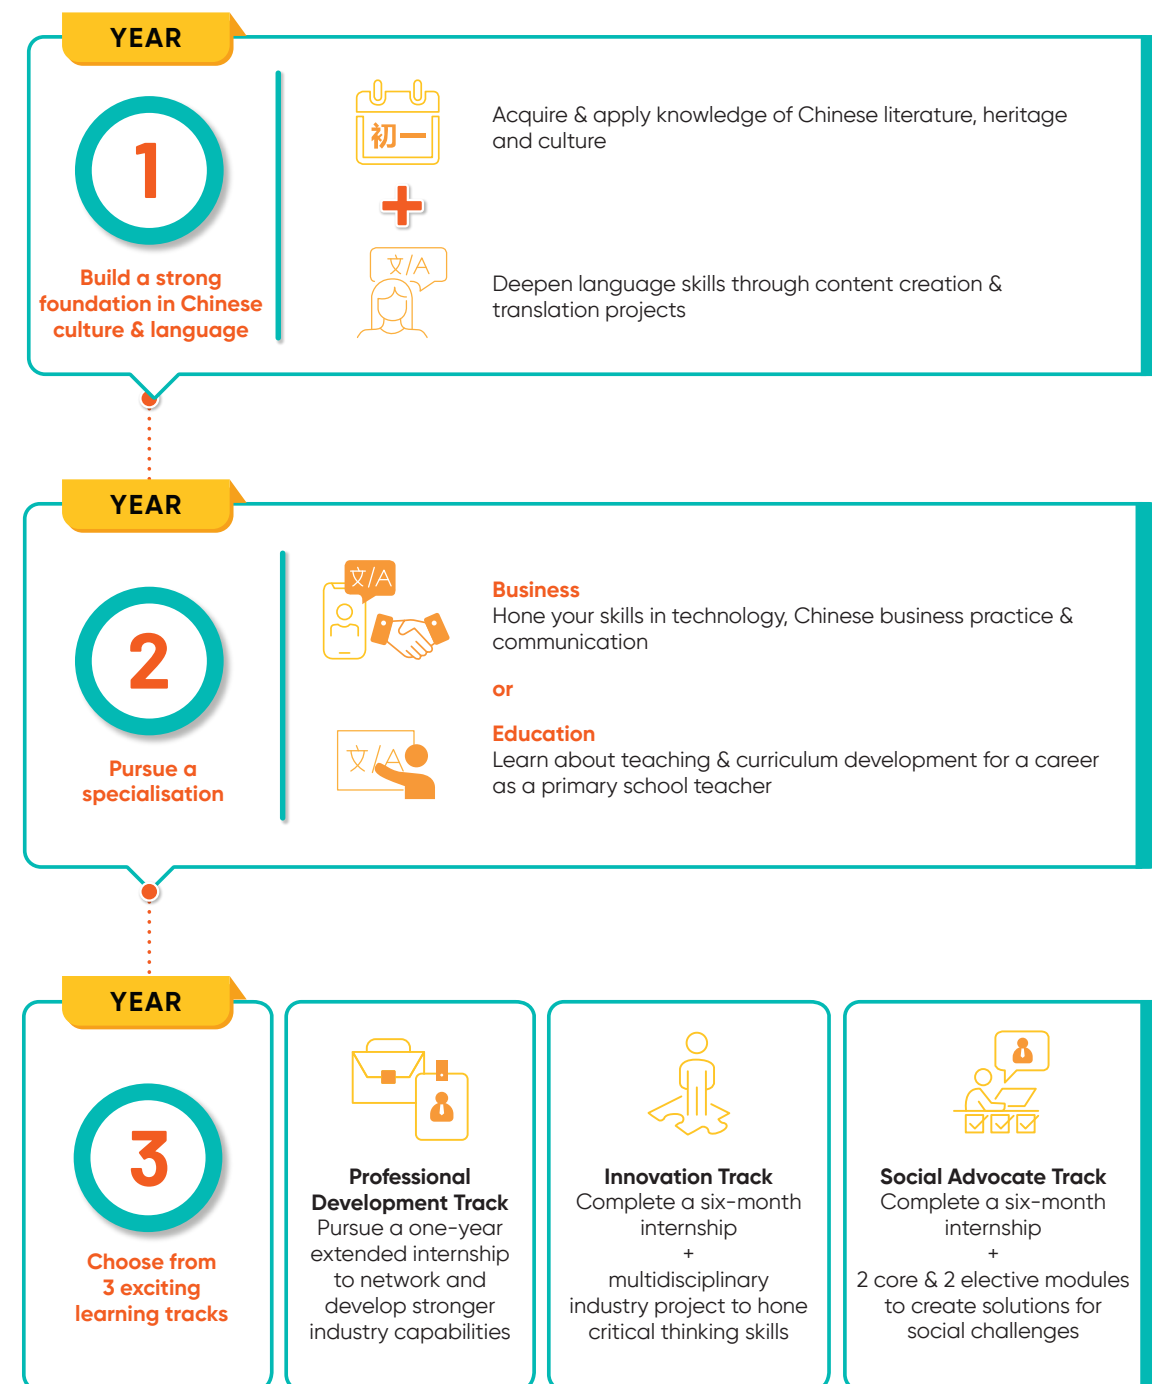 YEAR
1
Build a strong
foundation in Chinese
culture & language
初一
Acquire & apply knowledge of Chinese literature, heritage
and culture
+
文/A
Deepen language skills through content creation &
translation projects
YEAR
2
Pursue a
specialisation
文/A
Business
Hone your skills in technology, Chinese business practice &
communication
or
文/A
Education
Learn about teaching & curriculum development for a career
as a primary school teacher
YEAR
3
Choose from
3 exciting
learning tracks
Professional
Development Track
Pursue a one-year
extended internship
to network and
develop stronger
industry capabilities
Innovation Track
Complete a six-month
internship
+
multidisciplinary
industry project to hone
critical thinking skills
Social Advocate Track
Complete a six-month
internship
+
2 core & 2 elective modules
to create solutions for
social challenges